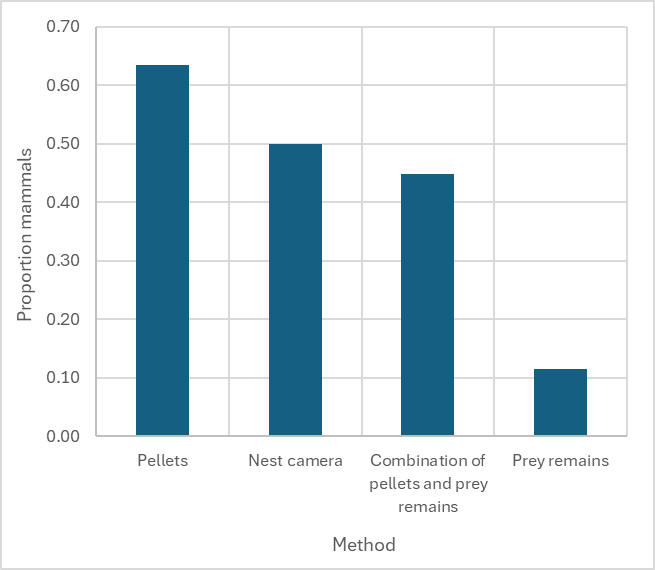 0.70
0.60
0.50
0.40
0.30
0.20
0.10
0.00
Proportion mammals
Pellets
Nest camera
Combination of
pellets and prey
remains
Prey remains
Method